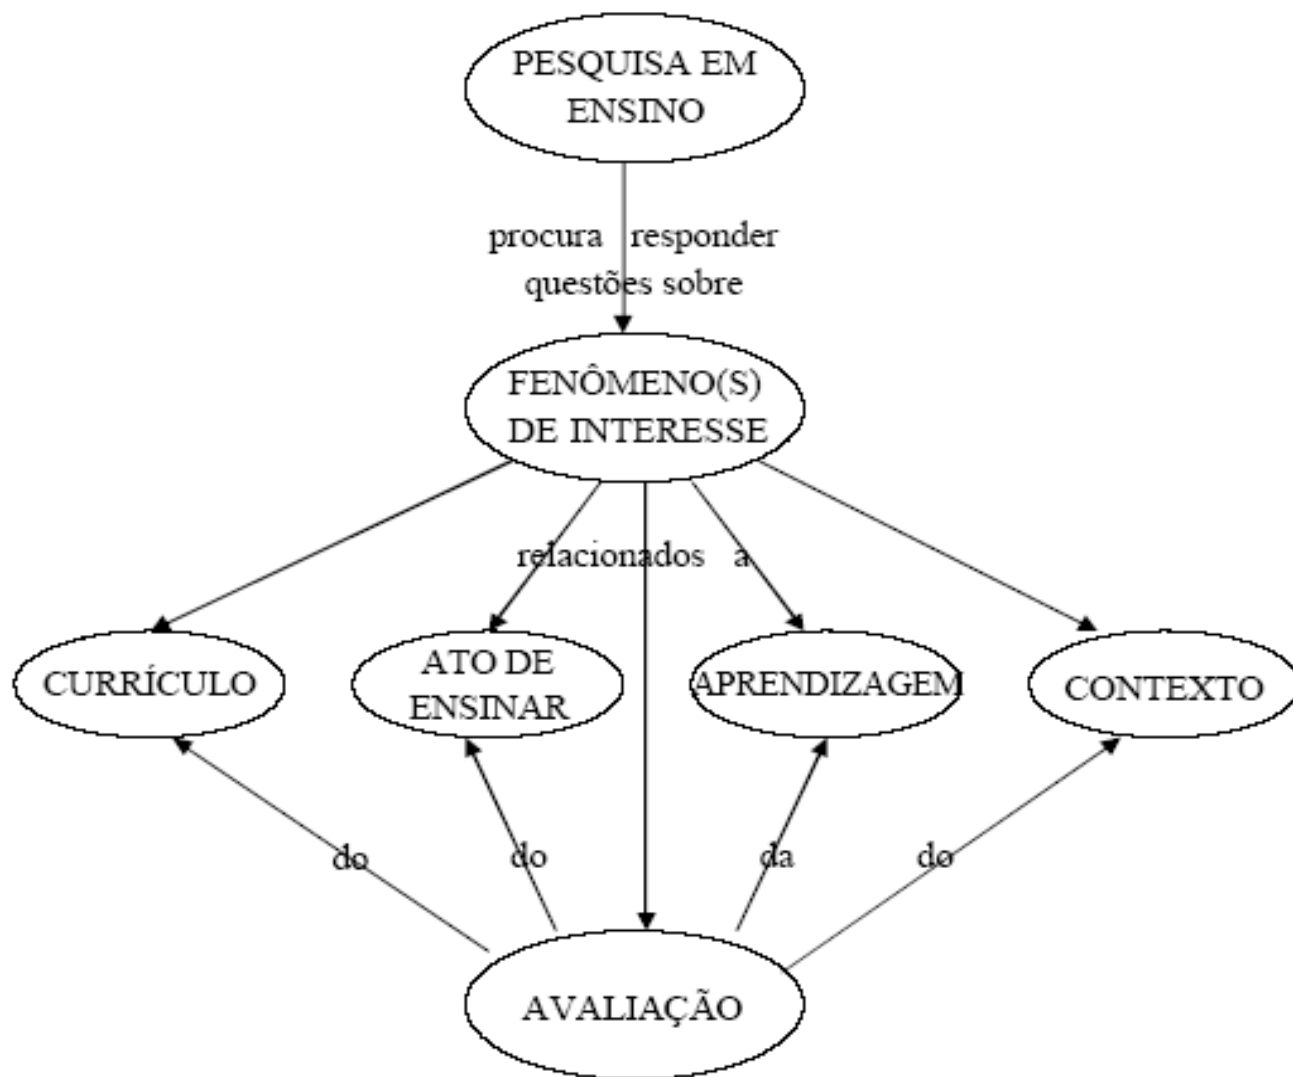 PESQUISA EM
ENSINO
procura responder
questões sobre
FENÔMENO(S)
DE INTERESSE
relacionados a
CURRÍCULO
ATO DE
ENSINAR
APRENDIZAGEM
CONTEXTO
do
do
da
do
AVALIAÇÃO